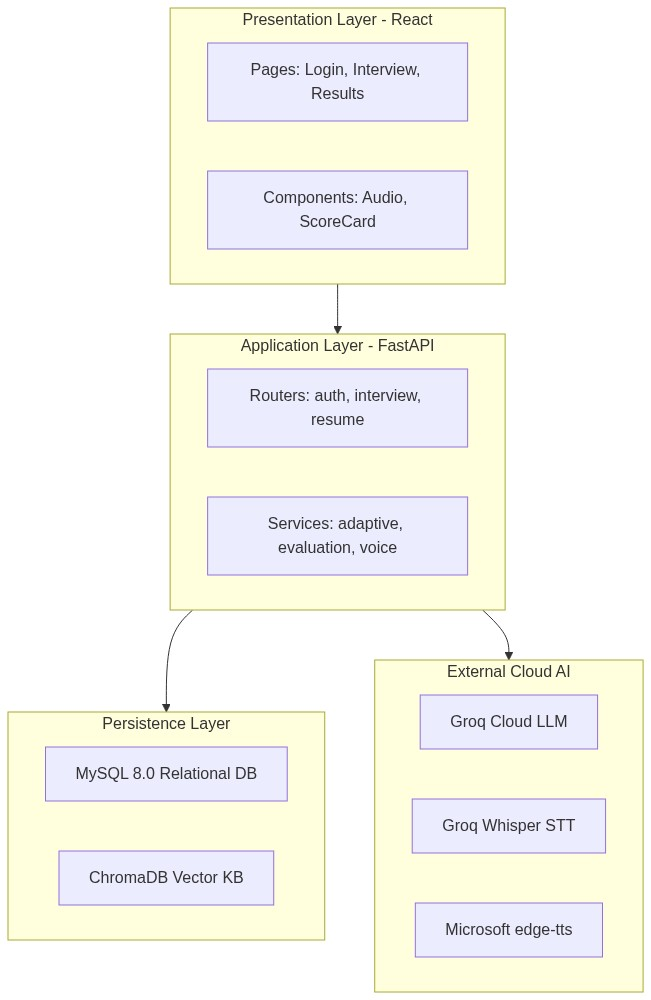 Presentation Layer - React
Pages: Login, Interview,
Results
Components: Audio,
ScoreCard
Application Layer - FastAPI
Routers: auth, interview,
resume
Services: adaptive,
evaluation, voice
Persistence Layer
MySQL 8.0 Relational DB
ChromaDB Vector KB
External Cloud AI
Groq Cloud LLM
Groq Whisper STT
Microsoft edge-tts